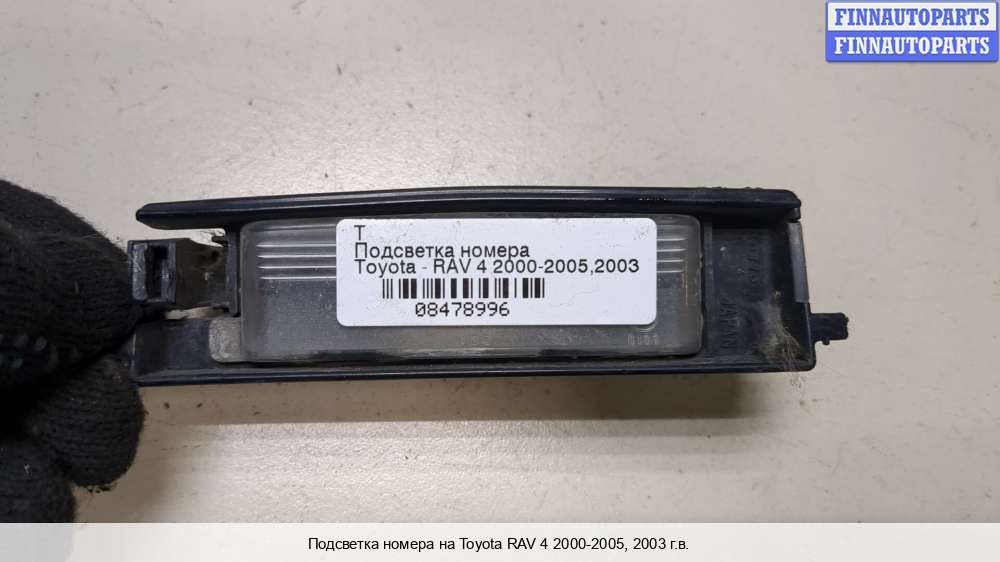 FINNAUTOPARTS
FINNAUTOPARTS
T
Подсветка номера
Toyota - RAV 4 2000-2005,2003
08478996
JAPAN
Подсветка номера на Toyota RAV 4 2000-2005, 2003 г.в.